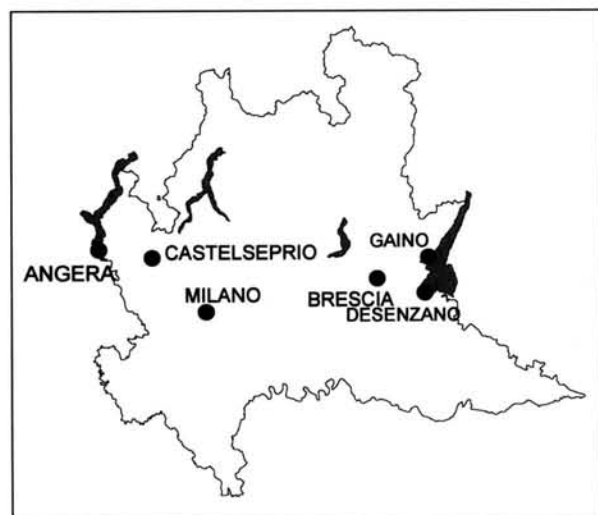 GAINO
CASTELSEPRIO
ANGERA
MILANO
BRESCIA
DESENZANO